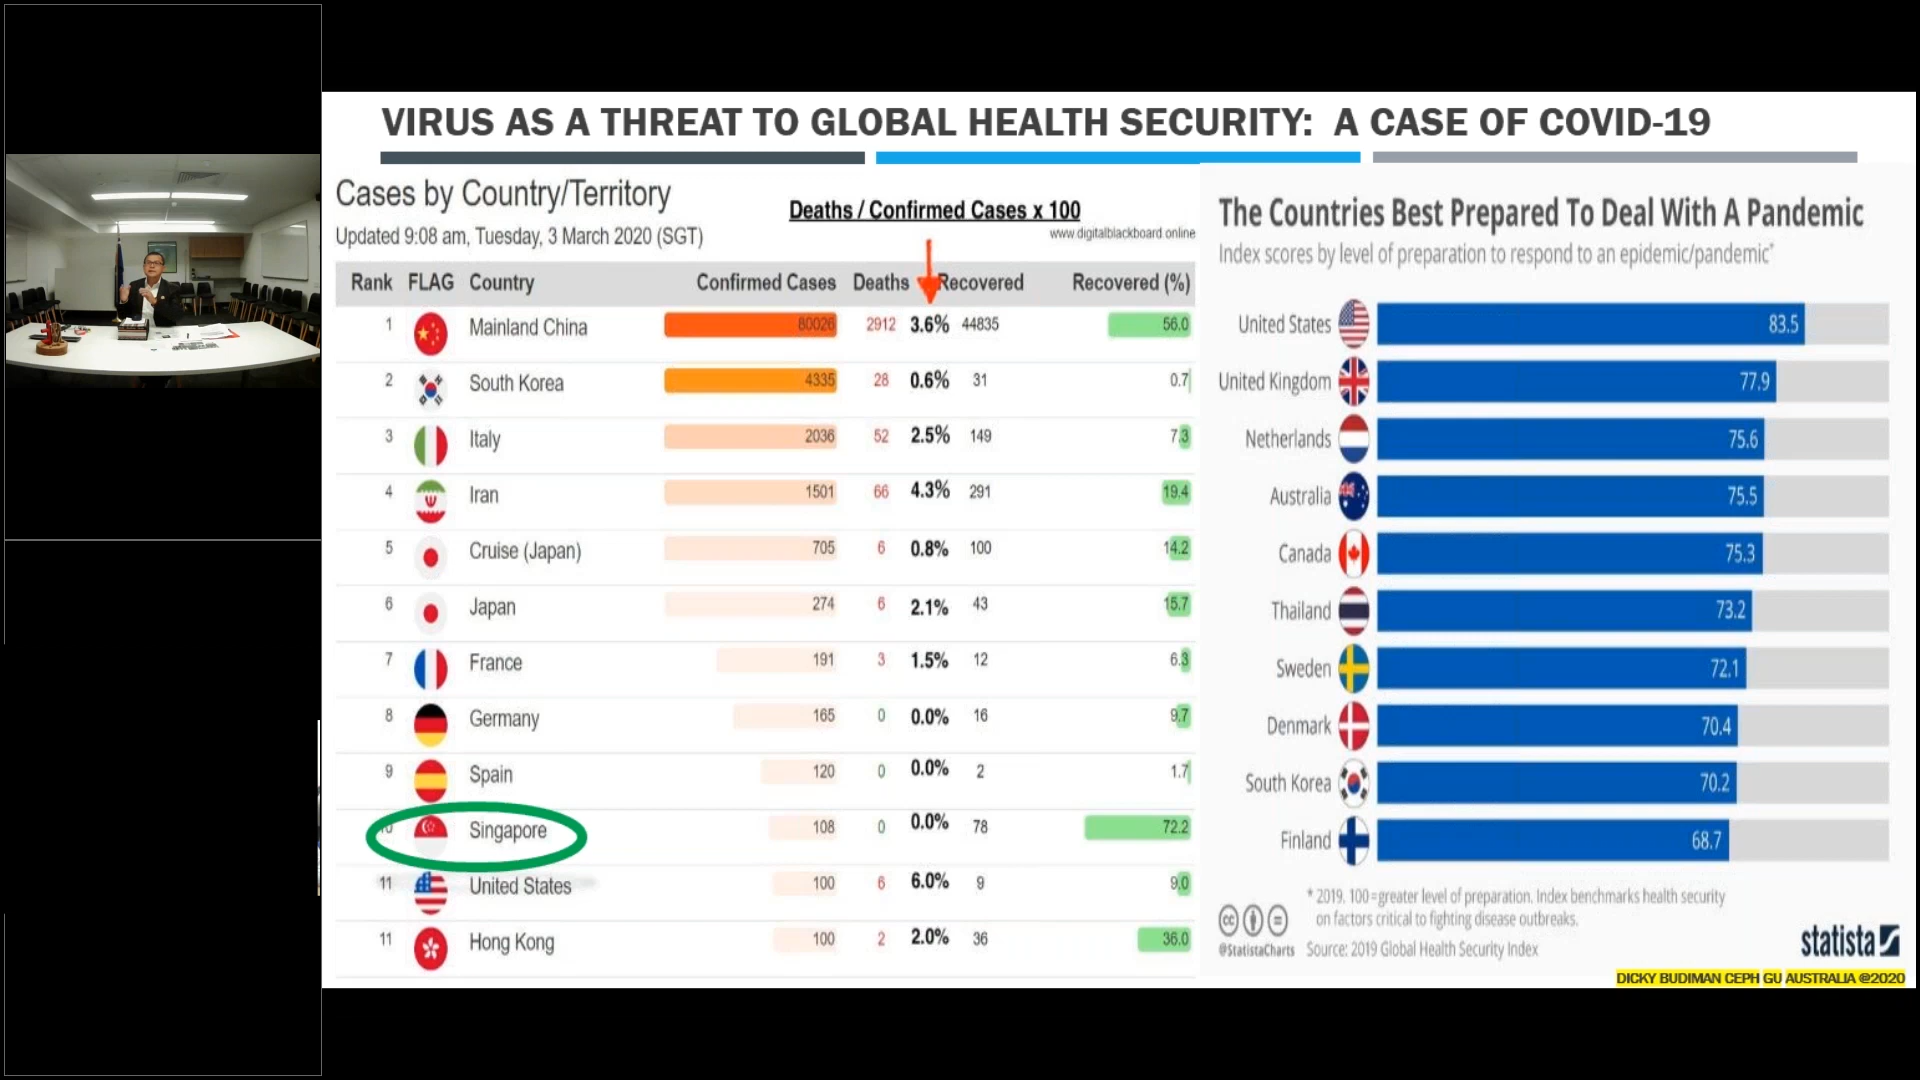 VIRUS AS A THREAT TO GLOBAL HEALTH SECURITY: A CASE OF COVID-19
Cases by Country/Territory
Updated 9:08 am, Tuesday, 3 March 2020 (SGT)
Deaths / Confirmed Cases x 100
www.digitalblackboard.online
Rank FLAG Country Confirmed Cases Deaths Recovered Recovered (%)
1 Mainland China 80026 2912 3.6% 44835 56.0
2 South Korea 4335 28 0.6% 31 0.7
3 Italy 2036 52 2.5% 149 7.3
4 Iran 1501 66 4.3% 291 19.4
5 Cruise (Japan) 705 6 0.8% 100 14.2
6 Japan 274 6 2.1% 43 15.7
7 France 191 3 1.5% 12 6.3
8 Germany 165 0 0.0% 16 9.7
9 Spain 120 0 0.0% 2 1.7
10 Singapore 108 0 0.0% 78 72.2
11 United States 100 6 6.0% 9 9.0
11 Hong Kong 100 2 2.0% 36 36.0
The Countries Best Prepared To Deal With A Pandemic
Index scores by level of preparation to respond to an epidemic/pandemic*
United States 83.5
United Kingdom 77.9
Netherlands 75.6
Australia 75.5
Canada 75.3
Thailand 73.2
Sweden 72.1
Denmark 70.4
South Korea 70.2
Finland 68.7
* 2019. 100=greater level of preparation. Index benchmarks health security
on factors critical to fighting disease outbreaks.
@StatistaCharts Source: 2019 Global Health Security Index
statista
DICKY BUDIMAN CEPH GU AUSTRALIA @2020